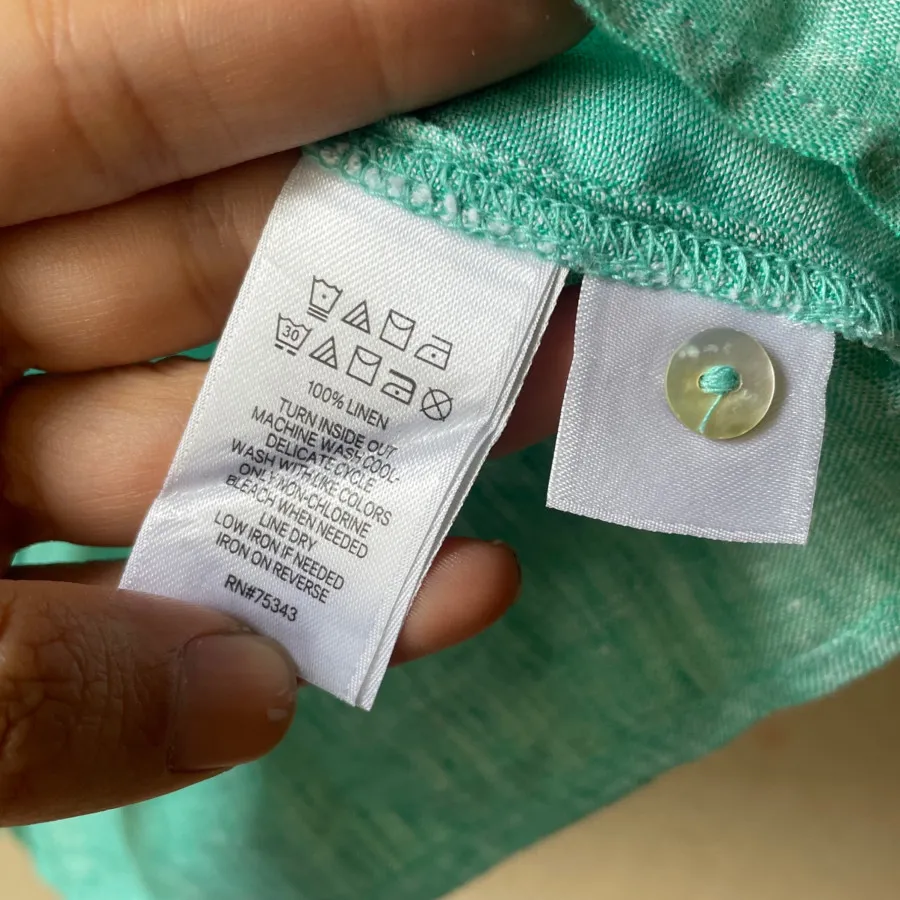 30
100% LINEN
TURN INSIDE OUT
MACHINE WASH COOL-
DELICATE CYCLE
WASH WITH LIKE COLORS
ONLY NON-CHLORINE
BLEACH WHEN NEEDED
LINE DRY
LOW IRON IF NEEDED
IRON ON REVERSE
RN#75343